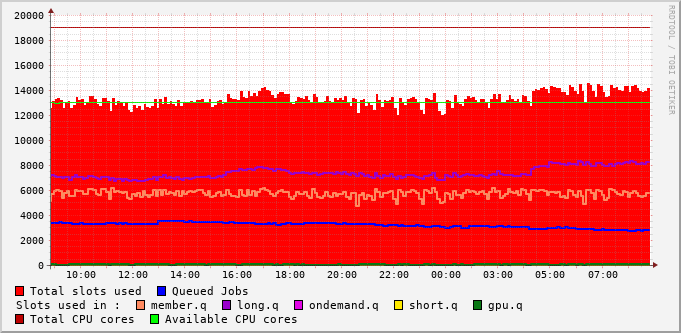 RRDTOOL / TOBI OETIKER
20000
18000
16000
14000
12000
10000
8000
6000
4000
2000
0
10:00 12:00 14:00 16:00 18:00 20:00 22:00 00:00 03:00 05:00 07:00
Total slots used Queued Jobs
Slots used in : member.q long.q ondemand.q short.q gpu.q
Total CPU cores Available CPU cores